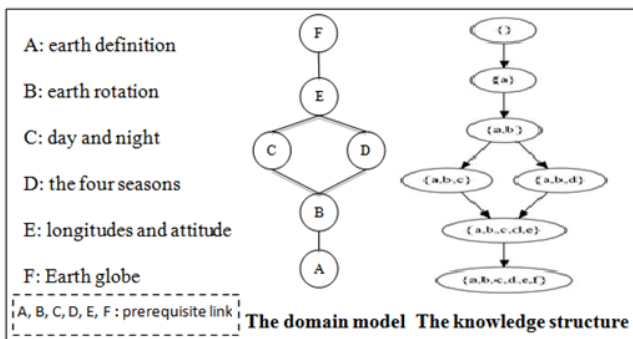 A: earth definition
B: earth rotation
C: day and night
D: the four seasons
E: longitudes and attitude
F: Earth globe
A, B, C, D, E, F : prerequisite link
F
E
C D
B
A
The domain model
{}
{a}
{a,b}
{a,b,c} {a,b,d}
{a,b,c,d,e}
{a,b,c,d,e,f}
The knowledge structure